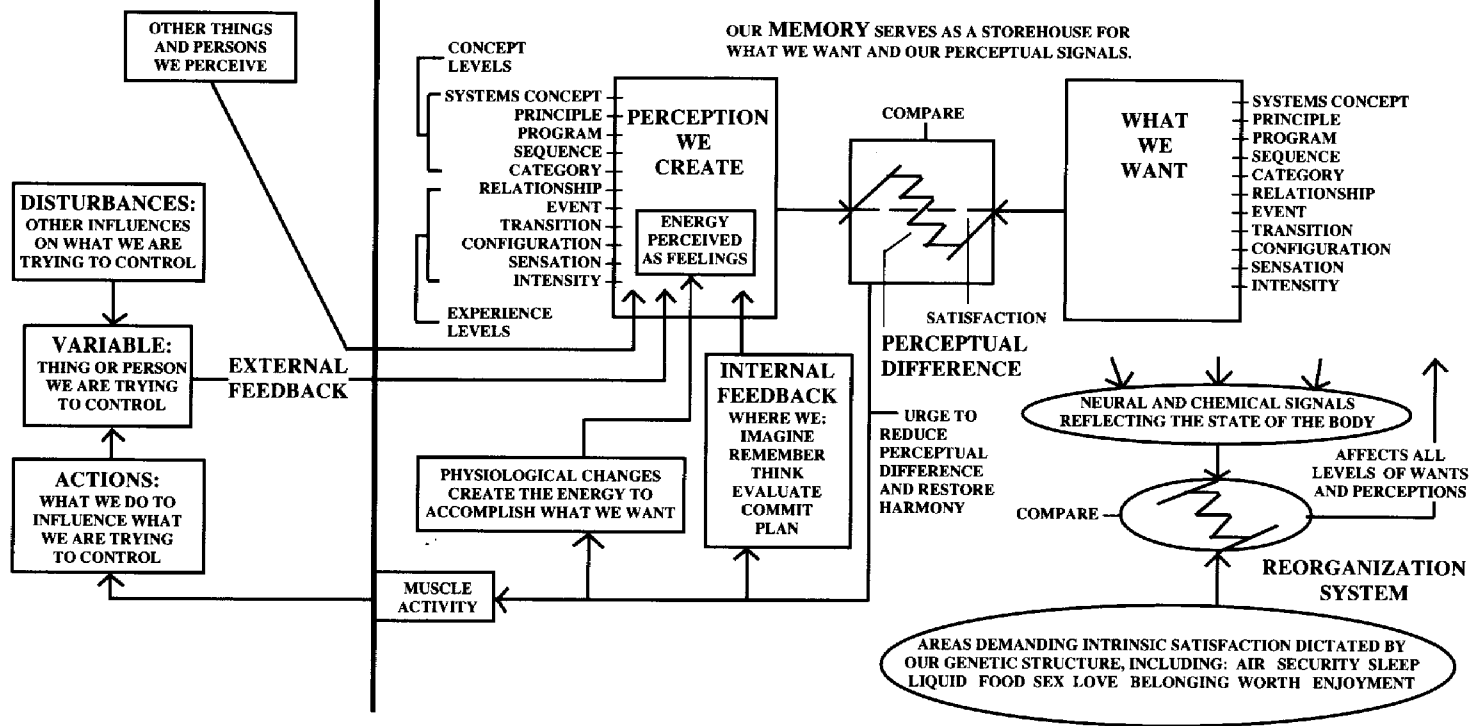 OTHER THINGS
AND PERSONS
WE PERCEIVE
OUR MEMORY SERVES AS A STOREHOUSE FOR
WHAT WE WANT AND OUR PERCEPTUAL SIGNALS.
CONCEPT
LEVELS
SYSTEMS CONCEPT
PRINCIPLE
PROGRAM
SEQUENCE
CATEGORY
RELATIONSHIP
EVENT
TRANSITION
CONFIGURATION
SENSATION
INTENSITY
EXPERIENCE
LEVELS
PERCEPTION
WE
CREATE
ENERGY
PERCEIVED
AS FEELINGS
COMPARE
SATISFACTION
PERCEPTUAL
DIFFERENCE
WHAT
WE
WANT
SYSTEMS CONCEPT
PRINCIPLE
PROGRAM
SEQUENCE
CATEGORY
RELATIONSHIP
EVENT
TRANSITION
CONFIGURATION
SENSATION
INTENSITY
DISTURBANCES:
OTHER INFLUENCES
ON WHAT WE ARE
TRYING TO CONTROL
VARIABLE:
THING OR PERSON
WE ARE TRYING
TO CONTROL
EXTERNAL
FEEDBACK
ACTIONS:
WHAT WE DO TO
INFLUENCE WHAT
WE ARE TRYING
TO CONTROL
PHYSIOLOGICAL CHANGES
CREATE THE ENERGY TO
ACCOMPLISH WHAT WE WANT
INTERNAL
FEEDBACK
WHERE WE:
IMAGINE
REMEMBER
THINK
EVALUATE
COMMIT
PLAN
URGE TO
REDUCE
PERCEPTUAL
DIFFERENCE
AND RESTORE
HARMONY
MUSCLE
ACTIVITY
NEURAL AND CHEMICAL SIGNALS
REFLECTING THE STATE OF THE BODY
AFFECTS ALL
LEVELS OF WANTS
AND PERCEPTIONS
COMPARE
REORGANIZATION
SYSTEM
AREAS DEMANDING INTRINSIC SATISFACTION DICTATED BY
OUR GENETIC STRUCTURE, INCLUDING: AIR SECURITY SLEEP
LIQUID FOOD SEX LOVE BELONGING WORTH ENJOYMENT